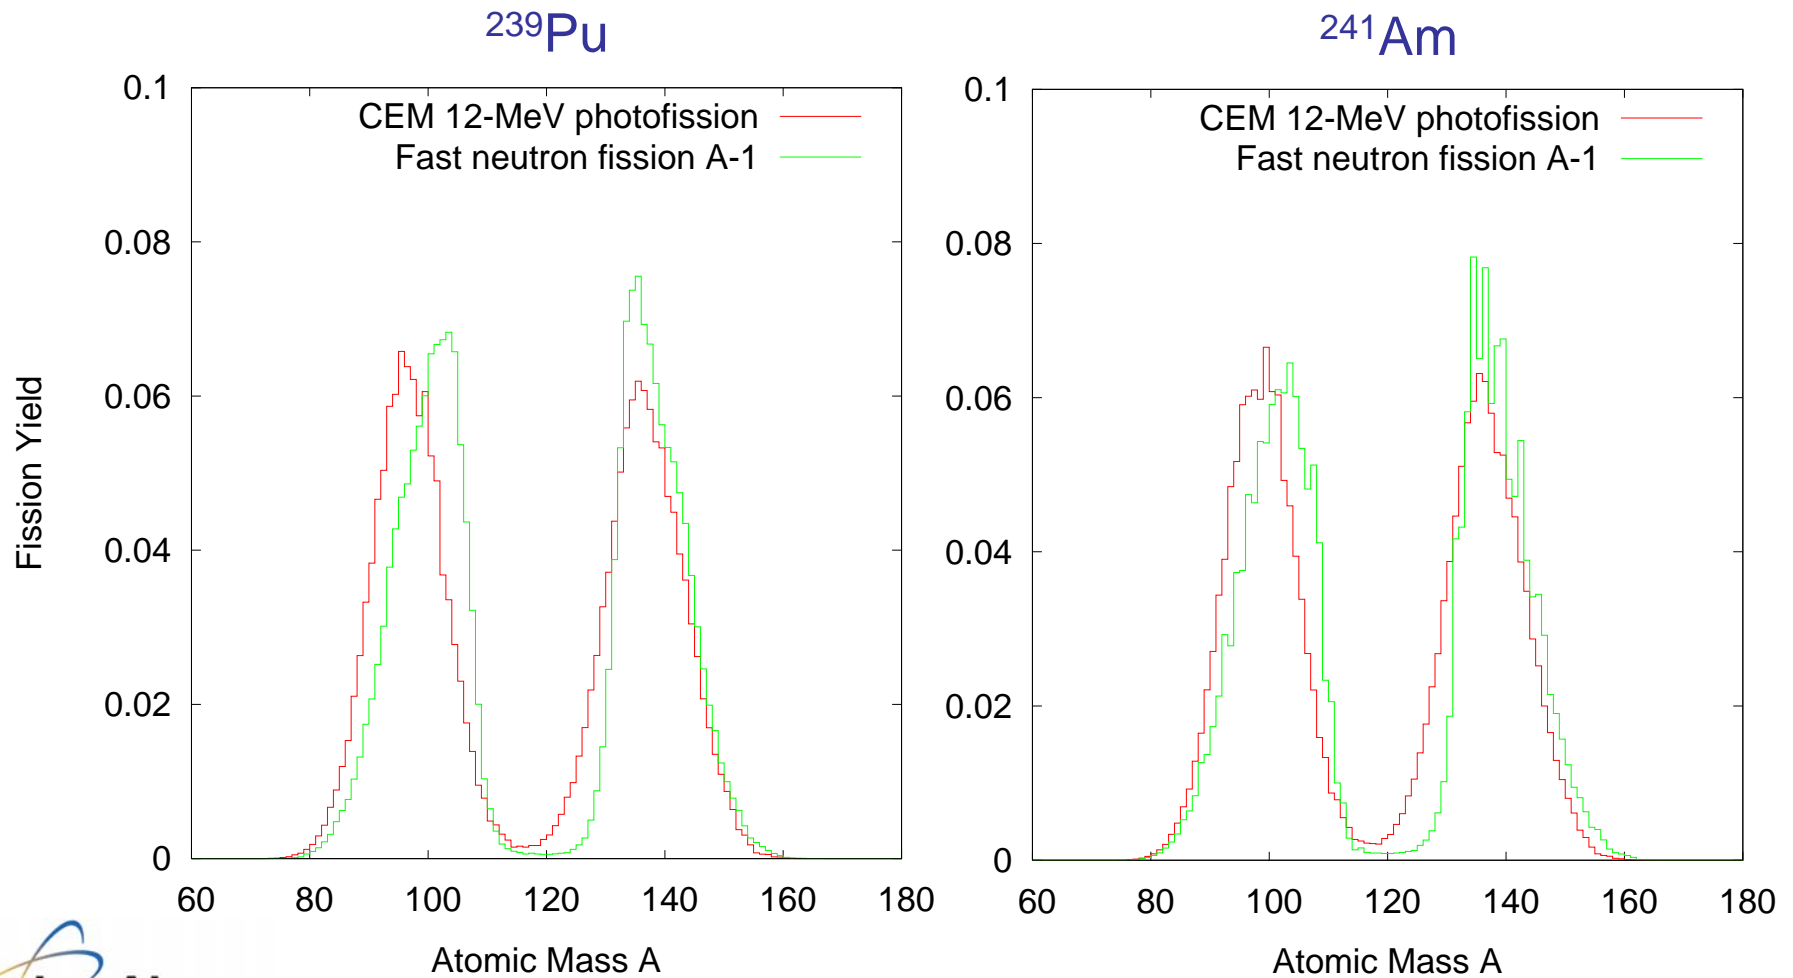 ²³⁹Pu
0.1
CEM 12-MeV photofission
Fast neutron fission A-1
0.08
0.06
0.04
0.02
0
60 80 100 120 140 160 180
Fission Yield
Atomic Mass A
²⁴¹Am
0.1
CEM 12-MeV photofission
Fast neutron fission A-1
0.08
0.06
0.04
0.02
0
60 80 100 120 140 160 180
Atomic Mass A